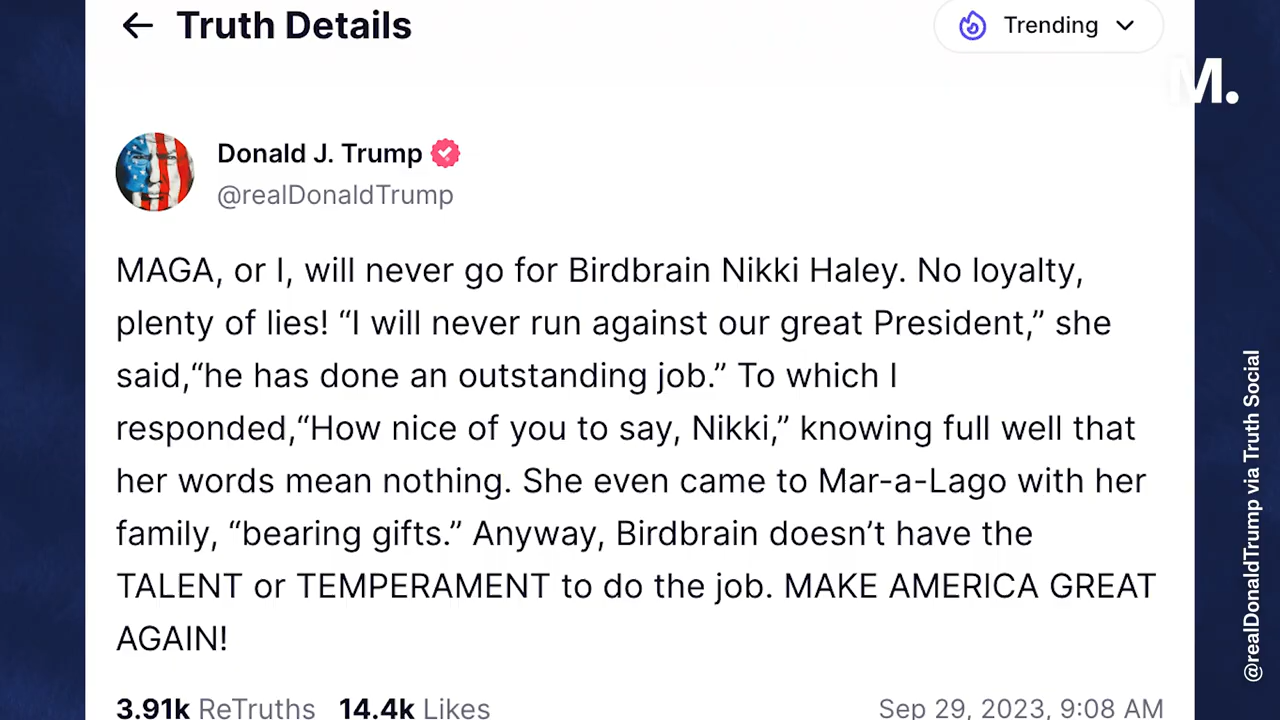 Truth Details
Trending
M.
Donald J. Trump
@realDonaldTrump
MAGA, or I, will never go for Birdbrain Nikki Haley. No loyalty,
plenty of lies! “I will never run against our great President,” she
said,“he has done an outstanding job.” To which I
responded,“How nice of you to say, Nikki,” knowing full well that
her words mean nothing. She even came to Mar-a-Lago with her
family, “bearing gifts.” Anyway, Birdbrain doesn’t have the
TALENT or TEMPERAMENT to do the job. MAKE AMERICA GREAT
AGAIN!
3.91k ReTruths 14.4k Likes
Sep 29, 2023, 9:08 AM
@realDonaldTrump via Truth Social